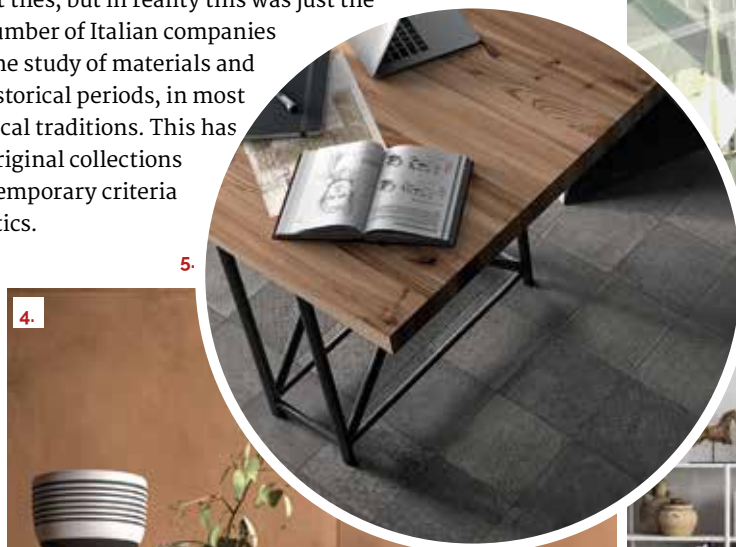 tiles, but in reality this was just the
umber of Italian companies
he study of materials and
storical periods, in most
cal traditions. This has
riginal collections
emporary criteria
tics.
5.
4.